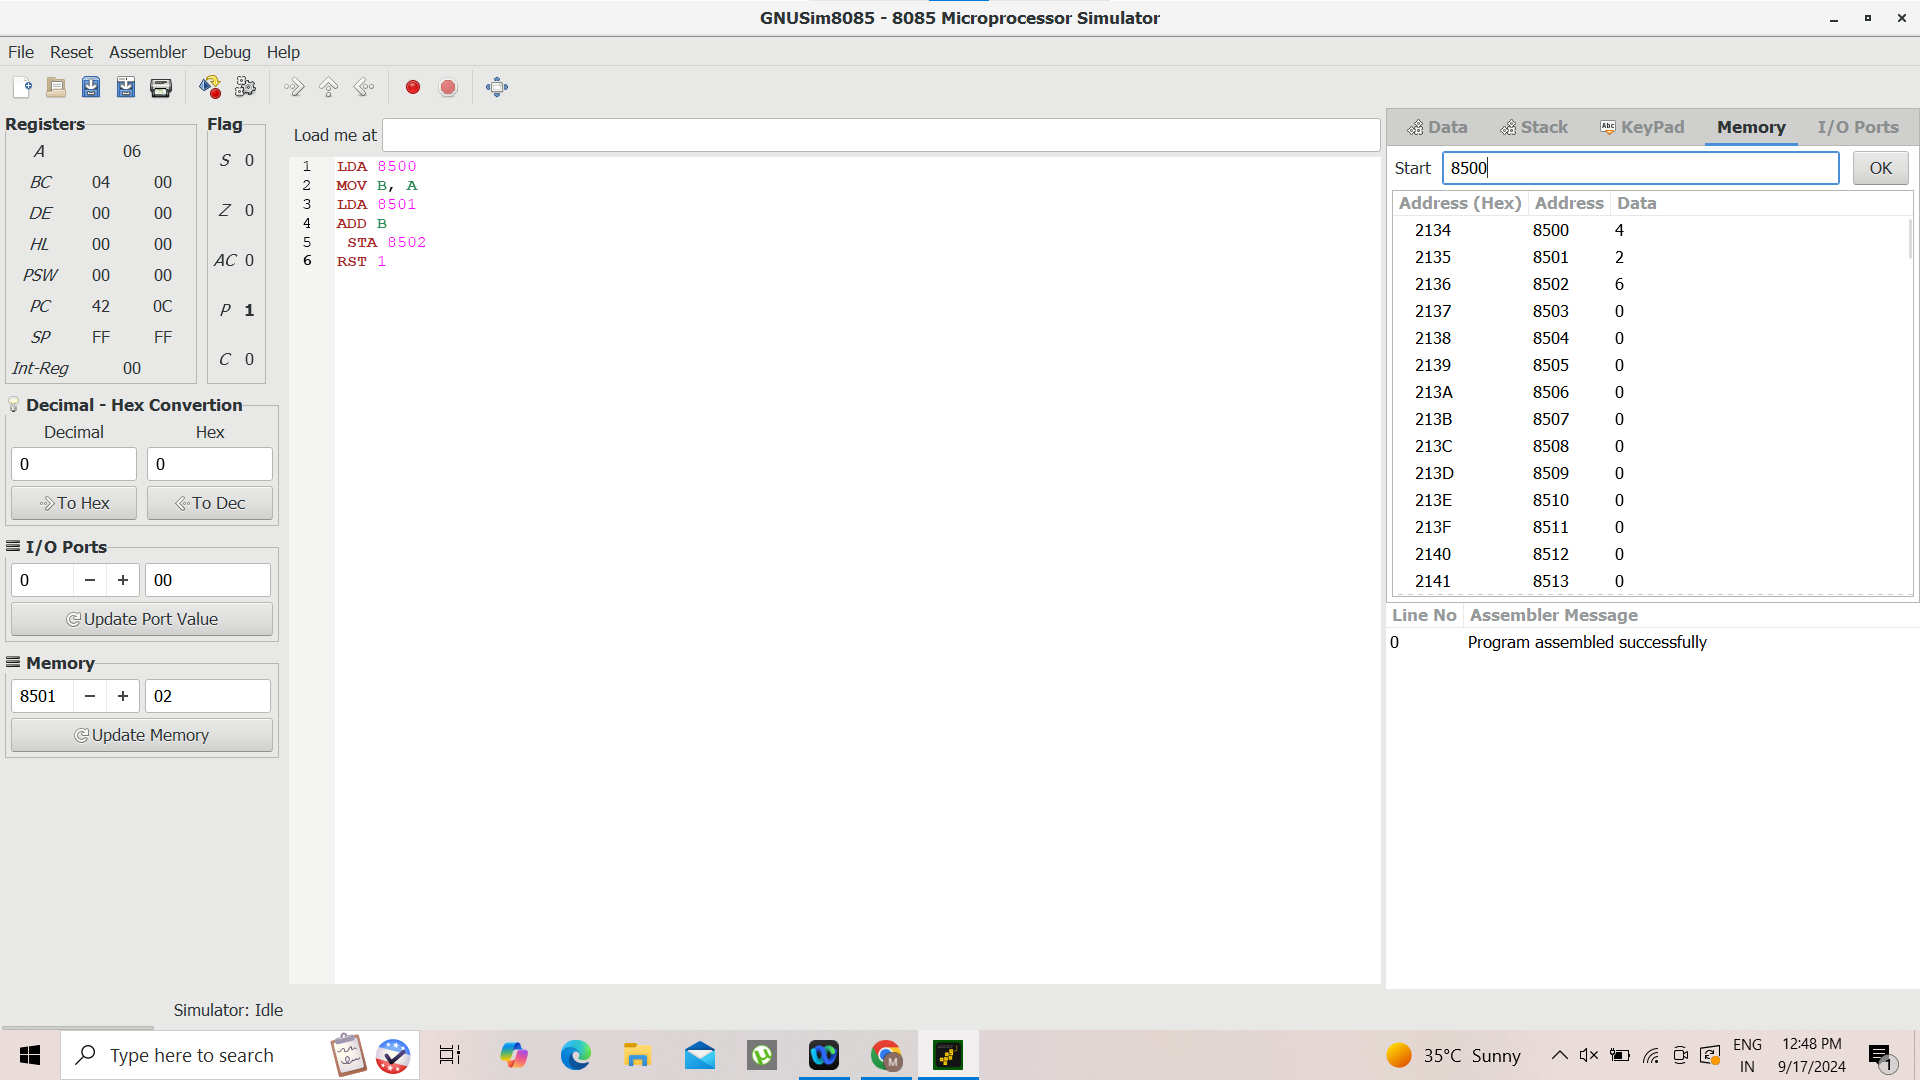 GNUSim8085 - 8085 Microprocessor Simulator
File Reset Assembler Debug Help
Registers
A 06
BC 04 00
DE 00 00
HL 00 00
PSW 00 00
PC 42 0C
SP FF FF
Int-Reg 00
Flag
S 0
Z 0
AC 0
P 1
C 0
Decimal - Hex Convertion
Decimal Hex
0 0
To Hex To Dec
I/O Ports
0 − + 00
Update Port Value
Memory
8501 − + 02
Update Memory
Load me at
1 LDA 8500
2 MOV B, A
3 LDA 8501
4 ADD B
5 STA 8502
6 RST 1
Data Stack Abc KeyPad Memory I/O Ports
Start 8500 OK
Address (Hex) Address Data
2134 8500 4
2135 8501 2
2136 8502 6
2137 8503 0
2138 8504 0
2139 8505 0
213A 8506 0
213B 8507 0
213C 8508 0
213D 8509 0
213E 8510 0
213F 8511 0
2140 8512 0
2141 8513 0
Line No Assembler Message
0 Program assembled successfully
Simulator: Idle
Type here to search
M
35°C Sunny
ENG
IN
12:48 PM
9/17/2024
1